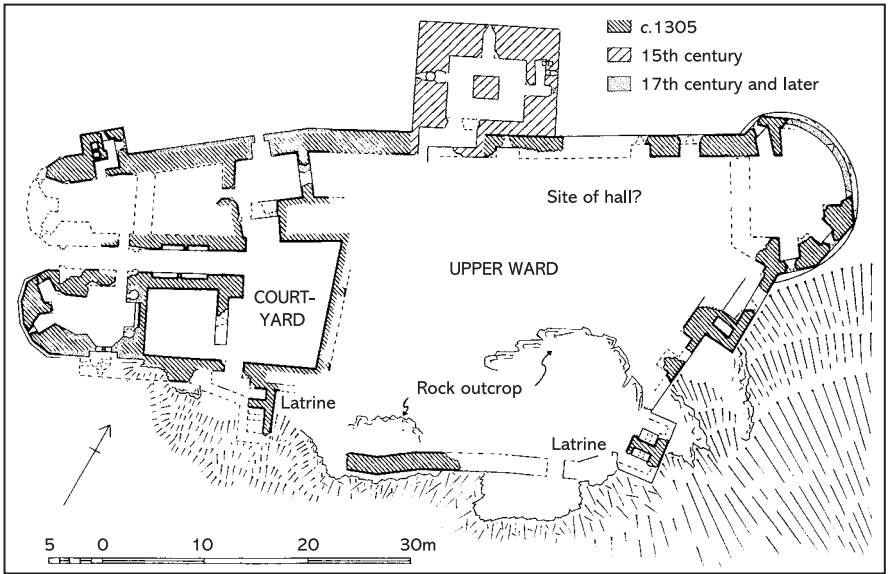 c.1305
15th century
17th century and later
Site of hall?
UPPER WARD
COURT-
YARD
Rock outcrop
Latrine
Latrine
5 0 10 20 30m